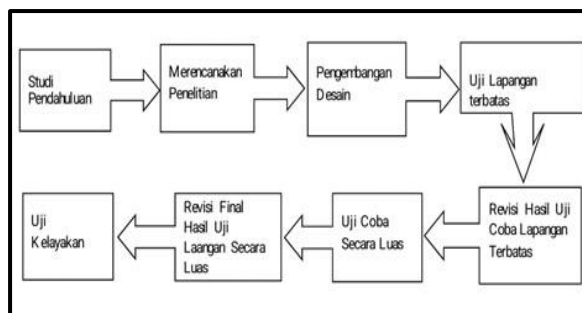 Studi
Pendahuluan
Merencanakan
Penelitian
Pengembangan
Desain
Uji Lapangan
terbatas
Revisi Hasil Uji
Coba Lapangan
Terbatas
Uji Coba
Secara Luas
Revisi Final
Hasil Uji
Laangan Secara
Luas
Uji
Kelayakan